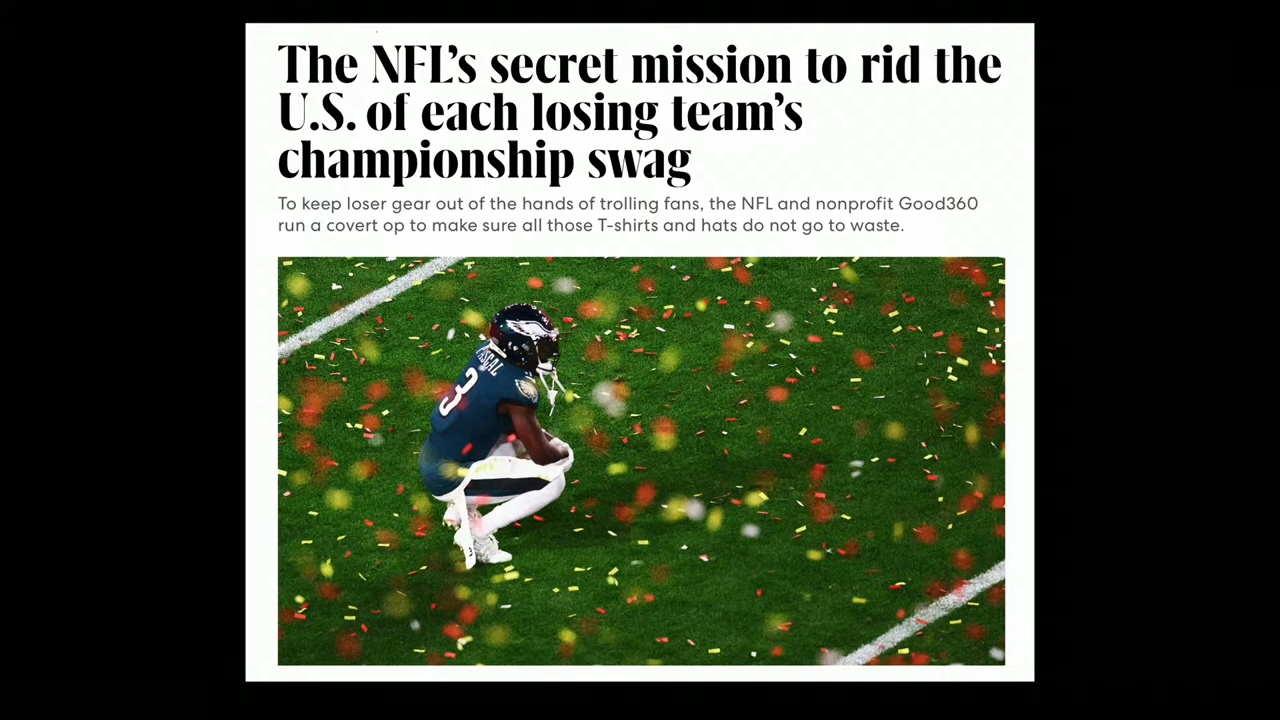 The NFL’s secret mission to rid the
U.S. of each losing team’s
championship swag
To keep loser gear out of the hands of trolling fans, the NFL and nonprofit Good360
run a covert op to make sure all those T-shirts and hats do not go to waste.
3